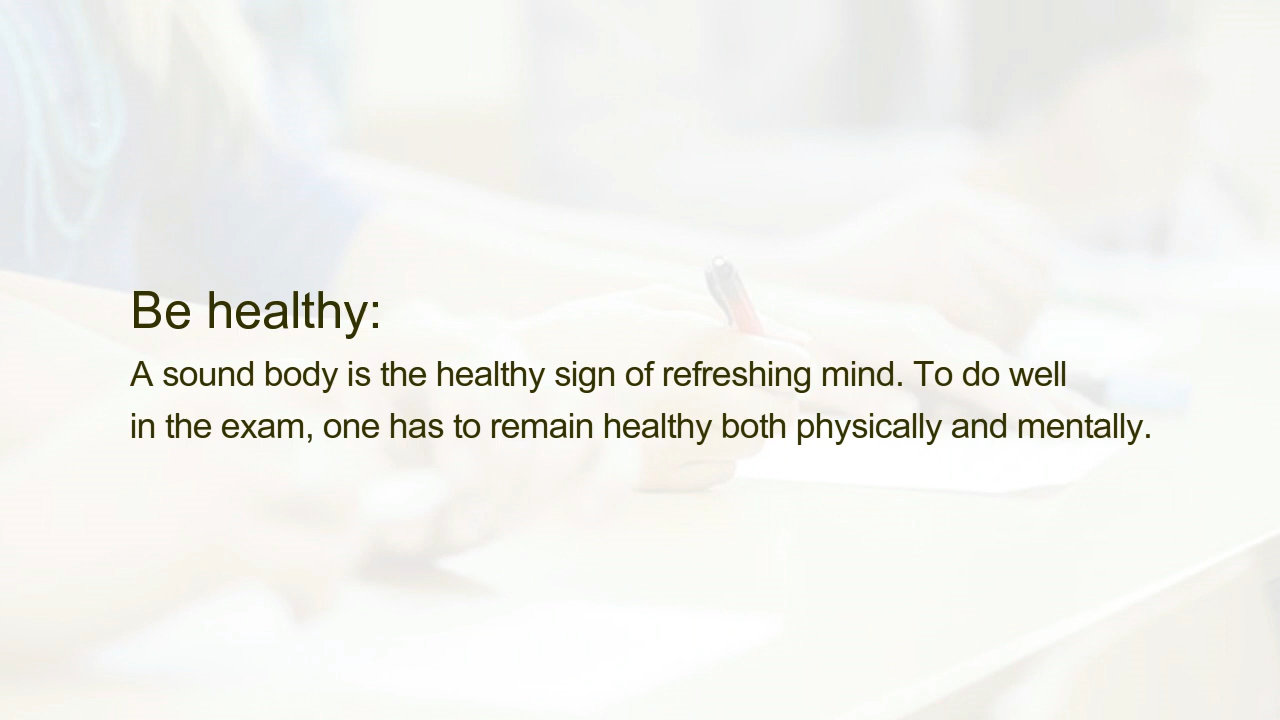 Be healthy:
A sound body is the healthy sign of refreshing mind. To do well
in the exam, one has to remain healthy both physically and mentally.